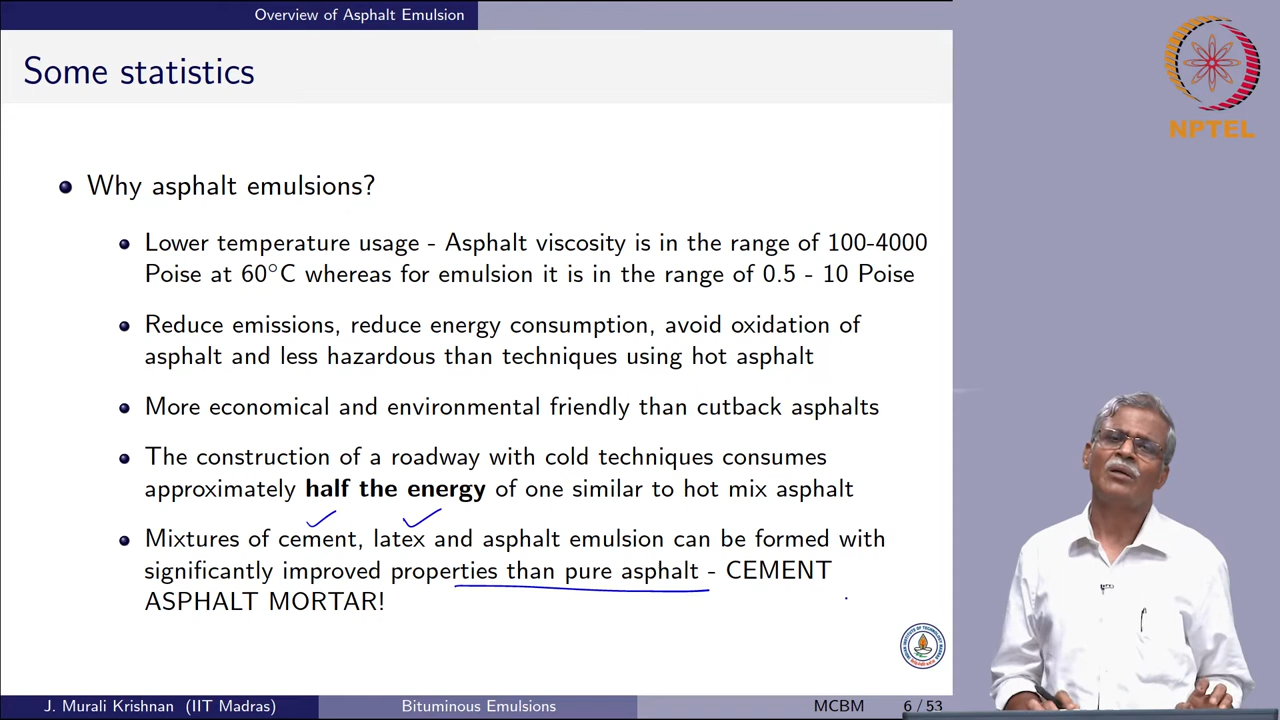 Overview of Asphalt Emulsion
Some statistics
NPTEL
Why asphalt emulsions?
Lower temperature usage - Asphalt viscosity is in the range of 100-4000
Poise at 60°C whereas for emulsion it is in the range of 0.5 - 10 Poise
Reduce emissions, reduce energy consumption, avoid oxidation of
asphalt and less hazardous than techniques using hot asphalt
More economical and environmental friendly than cutback asphalts
The construction of a roadway with cold techniques consumes
approximately half the energy of one similar to hot mix asphalt
Mixtures of cement, latex and asphalt emulsion can be formed with
significantly improved properties than pure asphalt - CEMENT
ASPHALT MORTAR!
J. Murali Krishnan (IIT Madras) Bituminous Emulsions MCBM 6 / 53